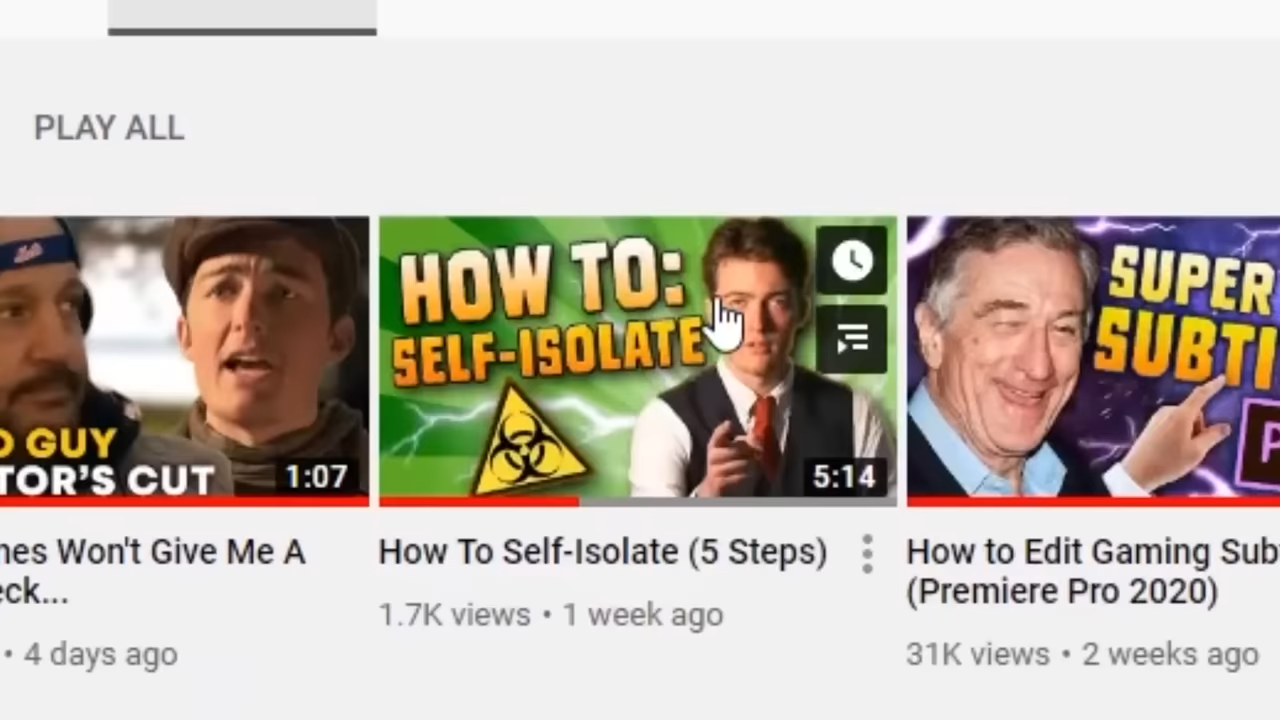 PLAY ALL
Mets
O GUY
TOR'S CUT
1:07
HOW TO:
SELF-ISOLATE
5:14
SUPER
SUBTI
P
nes Won't Give Me A
eck...
• 4 days ago
How To Self-Isolate (5 Steps)
1.7K views • 1 week ago
How to Edit Gaming Sub
(Premiere Pro 2020)
31K views • 2 weeks ago